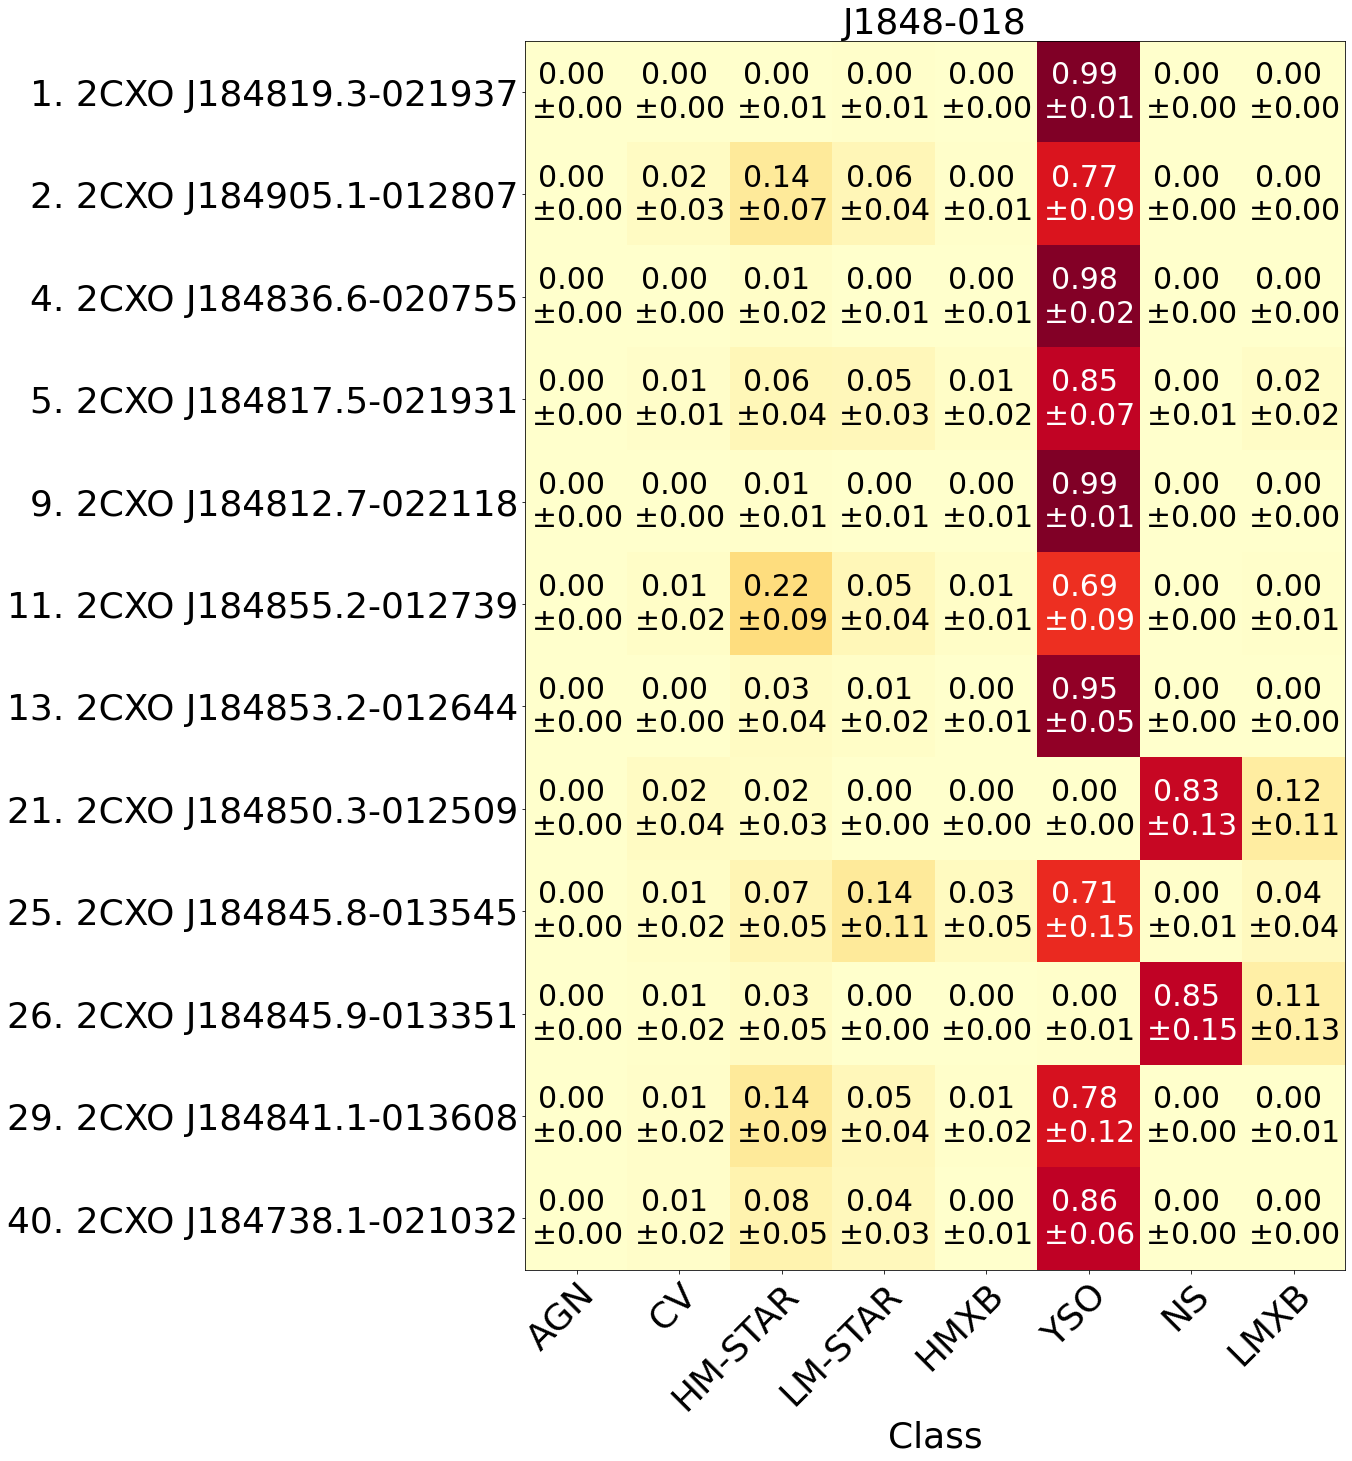 J1848-018
1. 2CXO J184819.3-021937
0.00 0.00 0.00 0.00 0.00 0.99 0.00 0.00
±0.00 ±0.00 ±0.01 ±0.01 ±0.00 ±0.01 ±0.00 ±0.00
2. 2CXO J184905.1-012807
0.00 0.02 0.14 0.06 0.00 0.77 0.00 0.00
±0.00 ±0.03 ±0.07 ±0.04 ±0.01 ±0.09 ±0.00 ±0.00
4. 2CXO J184836.6-020755
0.00 0.00 0.01 0.00 0.00 0.98 0.00 0.00
±0.00 ±0.00 ±0.02 ±0.01 ±0.01 ±0.02 ±0.00 ±0.00
5. 2CXO J184817.5-021931
0.00 0.01 0.06 0.05 0.01 0.85 0.00 0.02
±0.00 ±0.01 ±0.04 ±0.03 ±0.02 ±0.07 ±0.01 ±0.02
9. 2CXO J184812.7-022118
0.00 0.00 0.01 0.00 0.00 0.99 0.00 0.00
±0.00 ±0.00 ±0.01 ±0.01 ±0.01 ±0.01 ±0.00 ±0.00
11. 2CXO J184855.2-012739
0.00 0.01 0.22 0.05 0.01 0.69 0.00 0.00
±0.00 ±0.02 ±0.09 ±0.04 ±0.01 ±0.09 ±0.00 ±0.01
13. 2CXO J184853.2-012644
0.00 0.00 0.03 0.01 0.00 0.95 0.00 0.00
±0.00 ±0.00 ±0.04 ±0.02 ±0.01 ±0.05 ±0.00 ±0.00
21. 2CXO J184850.3-012509
0.00 0.02 0.02 0.00 0.00 0.00 0.83 0.12
±0.00 ±0.04 ±0.03 ±0.00 ±0.00 ±0.00 ±0.13 ±0.11
25. 2CXO J184845.8-013545
0.00 0.01 0.07 0.14 0.03 0.71 0.00 0.04
±0.00 ±0.02 ±0.05 ±0.11 ±0.05 ±0.15 ±0.01 ±0.04
26. 2CXO J184845.9-013351
0.00 0.01 0.03 0.00 0.00 0.00 0.85 0.11
±0.00 ±0.02 ±0.05 ±0.00 ±0.00 ±0.01 ±0.15 ±0.13
29. 2CXO J184841.1-013608
0.00 0.01 0.14 0.05 0.01 0.78 0.00 0.00
±0.00 ±0.02 ±0.09 ±0.04 ±0.02 ±0.12 ±0.00 ±0.01
40. 2CXO J184738.1-021032
0.00 0.01 0.08 0.04 0.00 0.86 0.00 0.00
±0.00 ±0.02 ±0.05 ±0.03 ±0.01 ±0.06 ±0.00 ±0.00
AGN CV HM-STAR LM-STAR HMXB YSO NS LMXB
Class